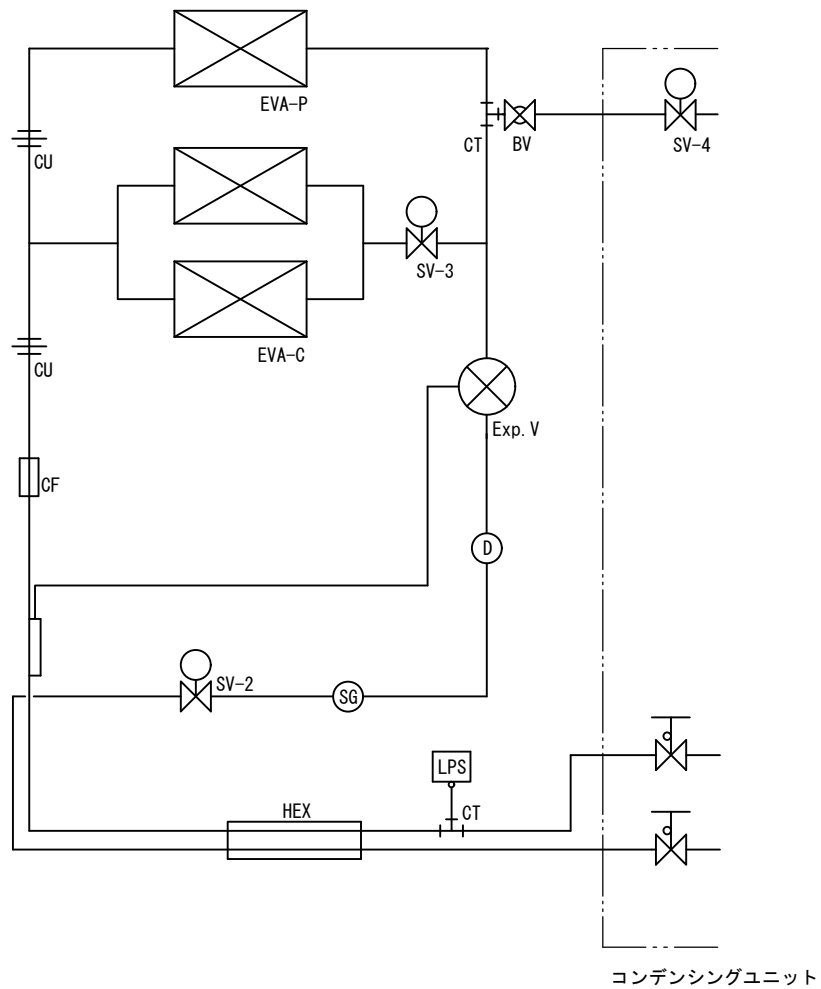 EVA-P
CT
BV
SV-4
CU
SV-3
EVA-C
CU
Exp.V
CF
D
SV-2
SG
LPS
HEX
CT
コンデンシングユニット